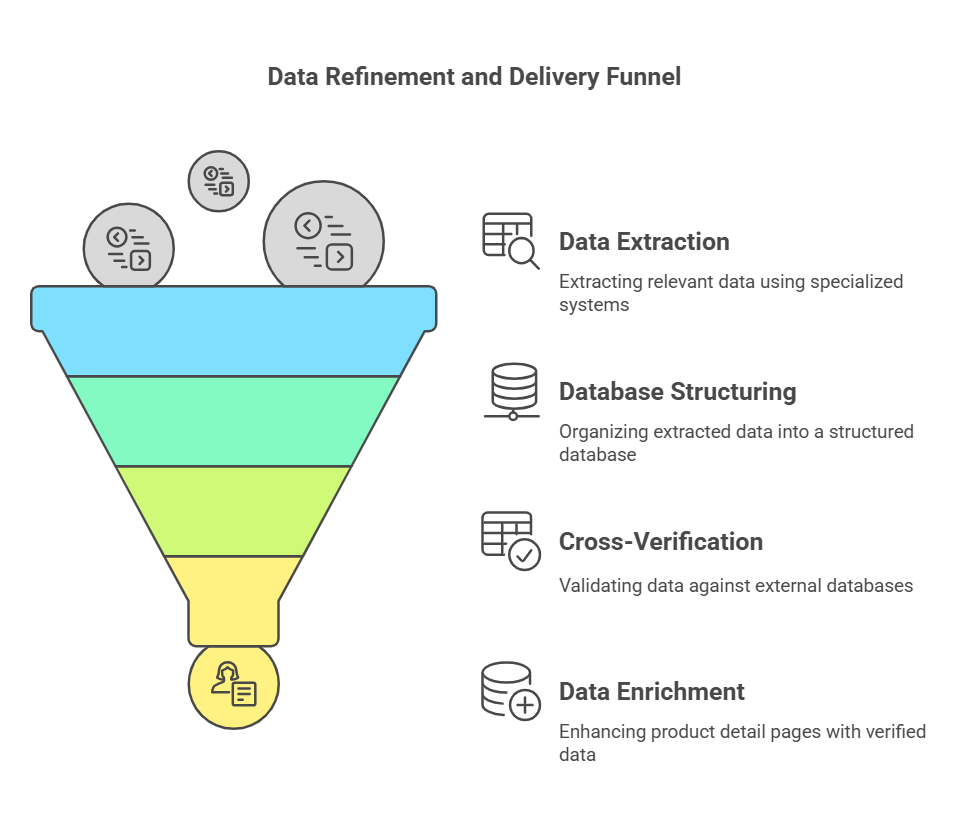 Data Refinement and Delivery Funnel
Data Extraction
Extracting relevant data using specialized
systems
Database Structuring
Organizing extracted data into a structured
database
Cross-Verification
Validating data against external databases
Data Enrichment
Enhancing product detail pages with verified
data